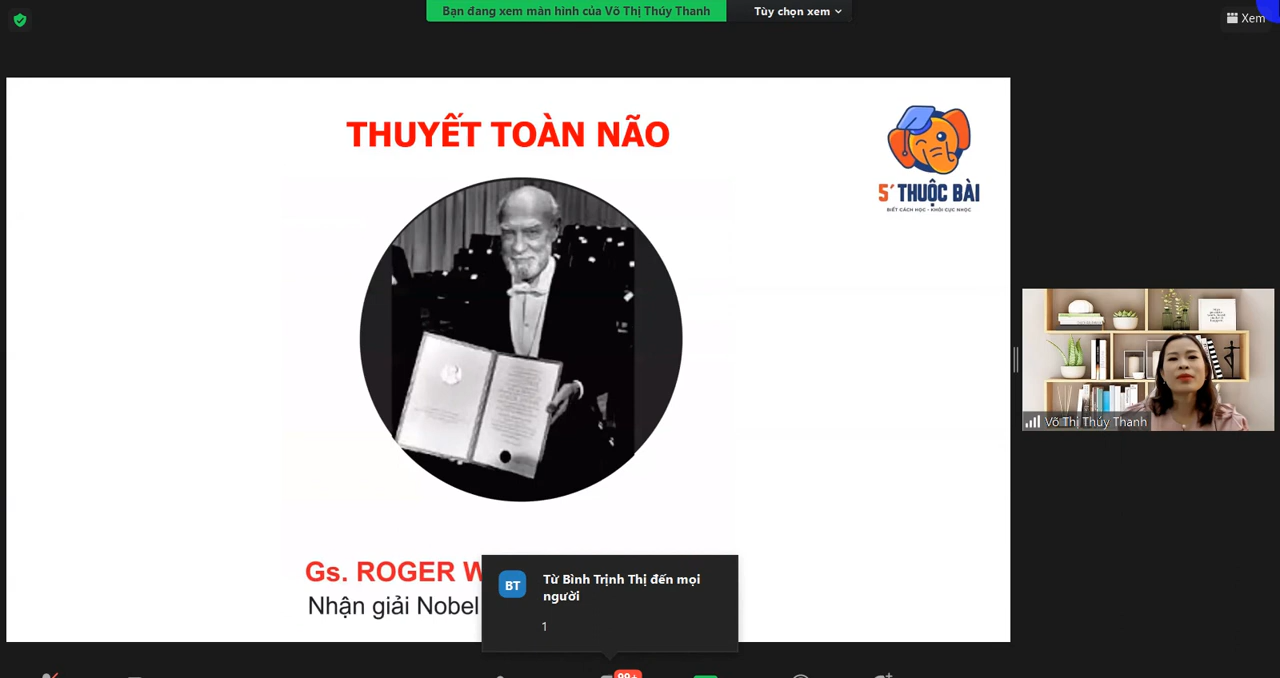 Bạn đang xem màn hình của Võ Thị Thúy Thanh
Tùy chọn xem
Xem
THUYẾT TOÀN NÃO
5´ THUỘC BÀI
BIẾT CÁCH HỌC - KHỎI CỰC NHỌC
Võ Thị Thúy Thanh
Gs. ROGER W
Nhận giải Nobel
BT
Từ Bình Trịnh Thị đến mọi
người
1
99+